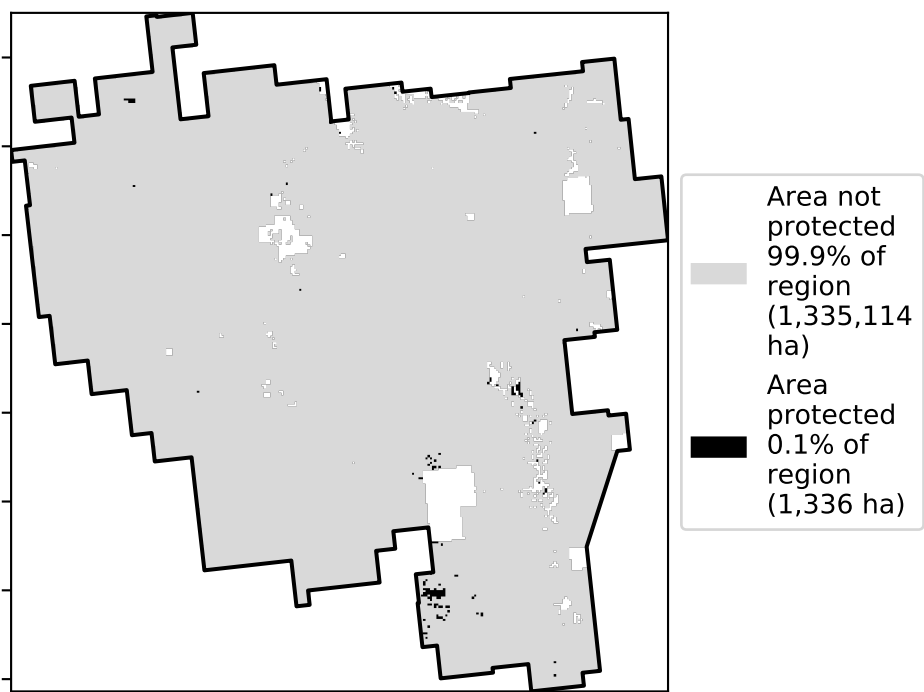 Area not
protected
99.9% of
region
(1,335,114
ha)
Area
protected
0.1% of
region
(1,336 ha)